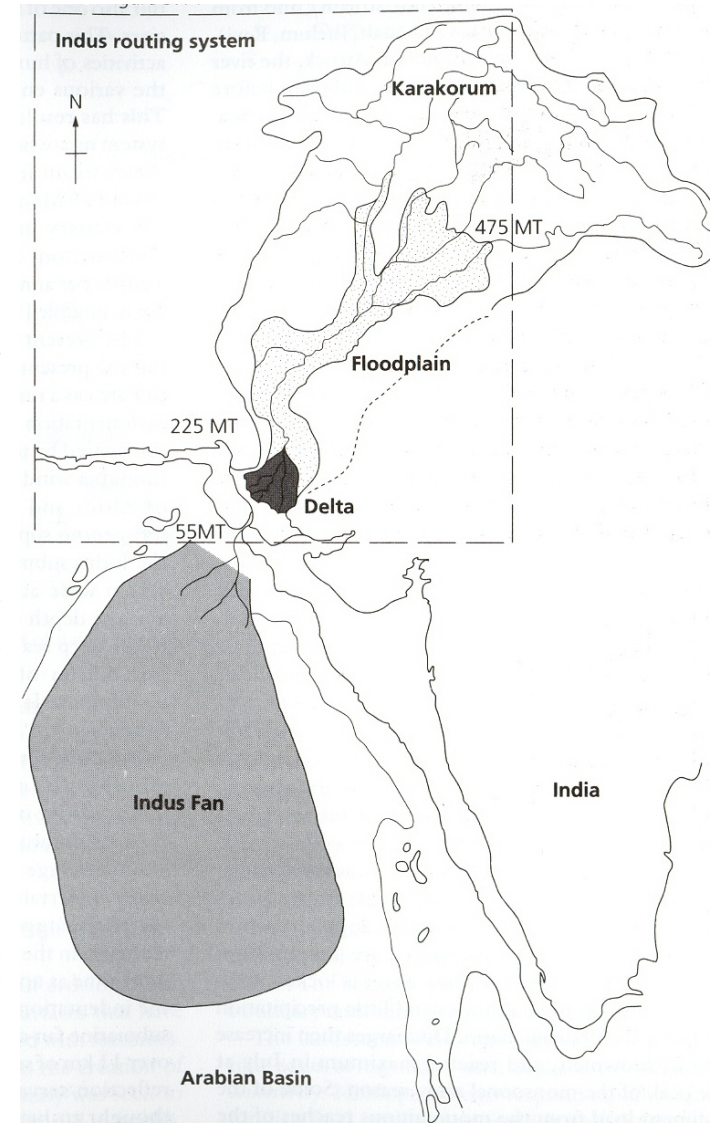 Indus routing system
N
Karakorum
475 MT
Floodplain
225 MT
Delta
55MT
Indus Fan
India
Arabian Basin